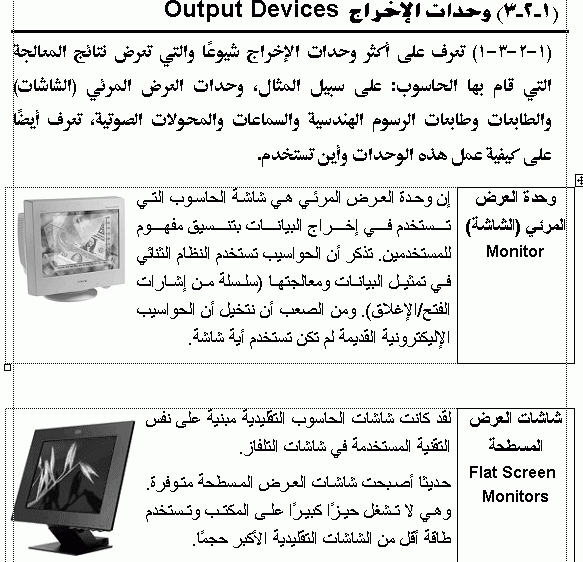 (١-٢-٣) وحدات الإخراج Output Devices
(١-٢-٣-١) تعرف على أكثر وحدات الإخراج شيوعًا والتي تعرض نتائج المعالجة
التي قام بها الحاسوب: على سبيل المثال، وحدات العرض المرئي (الشاشات)
والطابعات وطابعات الرسوم الهندسية والسماعات والمحولات الصوتية، تعرف أيضًا
على كيفية عمل هذه الوحدات وأين تستخدم.
وحدة العرض
المرئي (الشاشة)
Monitor
إن وحدة العرض المرئي هي شاشة الحاسوب التي
تستخدم في إخراج البيانات بتنسيق مفهوم
للمستخدمين. تذكر أن الحواسيب تستخدم النظام الثنائي
في تمثيل البيانات ومعالجتها (سلسلة من إشارات
الفتح/الإغلاق). ومن الصعب أن نتخيل أن الحواسيب
الإليكترونية القديمة لم تكن تستخدم أية شاشة.
شاشات العرض
المسطحة
Flat Screen
Monitors
لقد كانت شاشات الحاسوب التقليدية مبنية على نفس
التقنية المستخدمة في شاشات التلفاز.
حديثا أصبحت شاشات العرض المسطحة متوفرة.
وهي لا تشغل حيزًا كبيرًا على المكتب وتستخدم
طاقة أقل من الشاشات التقليدية الأكبر حجمًا.